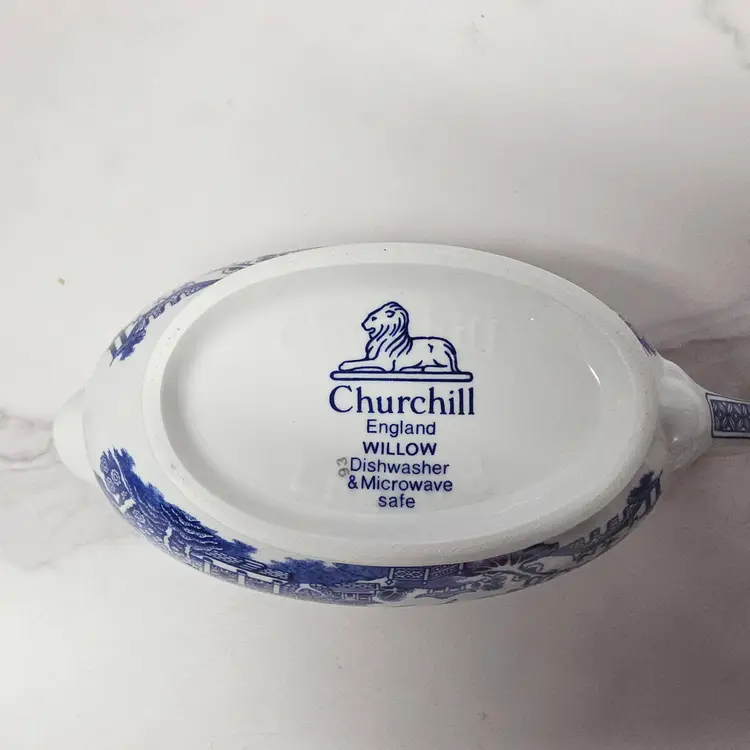 Churchill
England
WILLOW
93 Dishwasher
& Microwave
safe